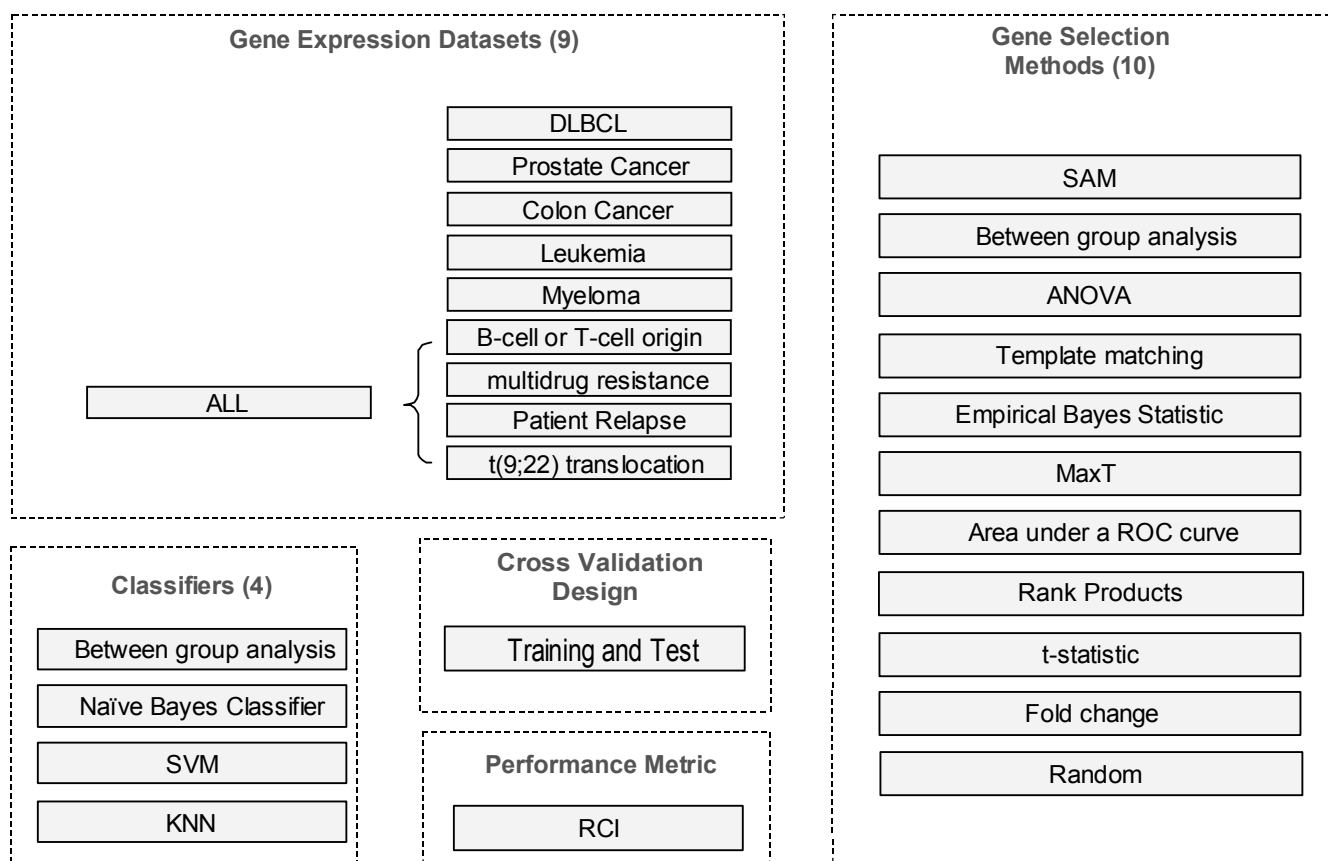 Gene Expression Datasets (9)
DLBCL
Prostate Cancer
Colon Cancer
Leukemia
Myeloma
B-cell or T-cell origin
multidrug resistance
Patient Relapse
t(9;22) translocation
ALL
Gene Selection
Methods (10)
SAM
Between group analysis
ANOVA
Template matching
Empirical Bayes Statistic
MaxT
Area under a ROC curve
Rank Products
t-statistic
Fold change
Random
Classifiers (4)
Between group analysis
Naïve Bayes Classifier
SVM
KNN
Cross Validation
Design
Training and Test
Performance Metric
RCI